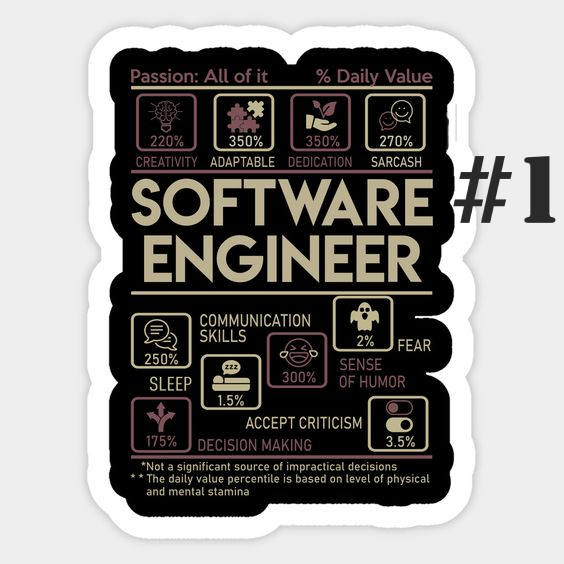 Passion: All of it % Daily Value
220% 350% 350% 270%
CREATIVITY ADAPTABLE DEDICATION SARCASH
SOFTWARE
ENGINEER
#1
250%
COMMUNICATION
SKILLS
2%
FEAR
SLEEP
zzz
1.5%
300%
SENSE
OF HUMOR
175%
DECISION MAKING
ACCEPT CRITICISM
3.5%
*Not a significant source of impractical decisions
* * The daily value percentile is based on level of physical
and mental stamina